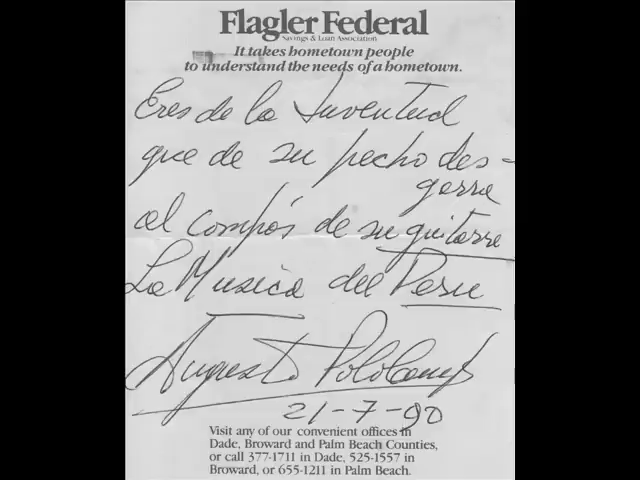 Flagler Federal
Savings & Loan Association
It takes hometown people
to understand the needs of a hometown.
Eres de la Juventud
que de su pecho des-
garra
al compós de su guitarra
La Musica del Peru
Augusto Polo Campos
21-7-90
Visit any of our convenient offices in
Dade, Broward and Palm Beach Counties,
or call 377-1711 in Dade, 525-1557 in
Broward, or 655-1211 in Palm Beach.